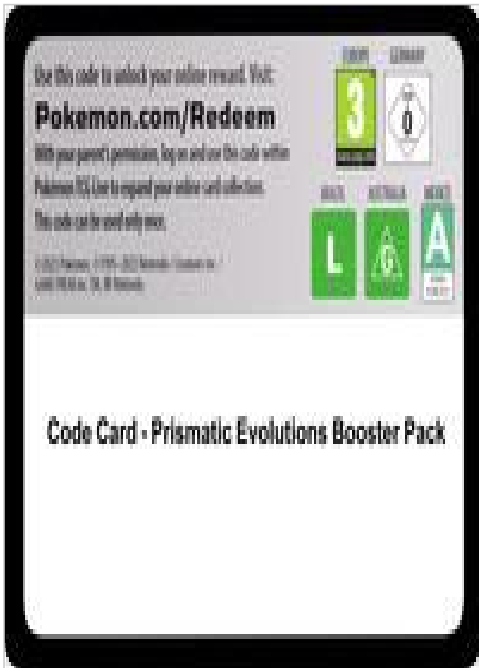 Use this code to unlock your online reward. Visit:
Pokemon.com/Redeem
With your parent's permission, log on and use this code within
Pokémon TCG Live to expand your online card collection.
This code can be used only once.
EUROPE GERMANY
3
0
BRAZIL AUSTRALIA MEXICO
L
G
A
Code Card - Prismatic Evolutions Booster Pack